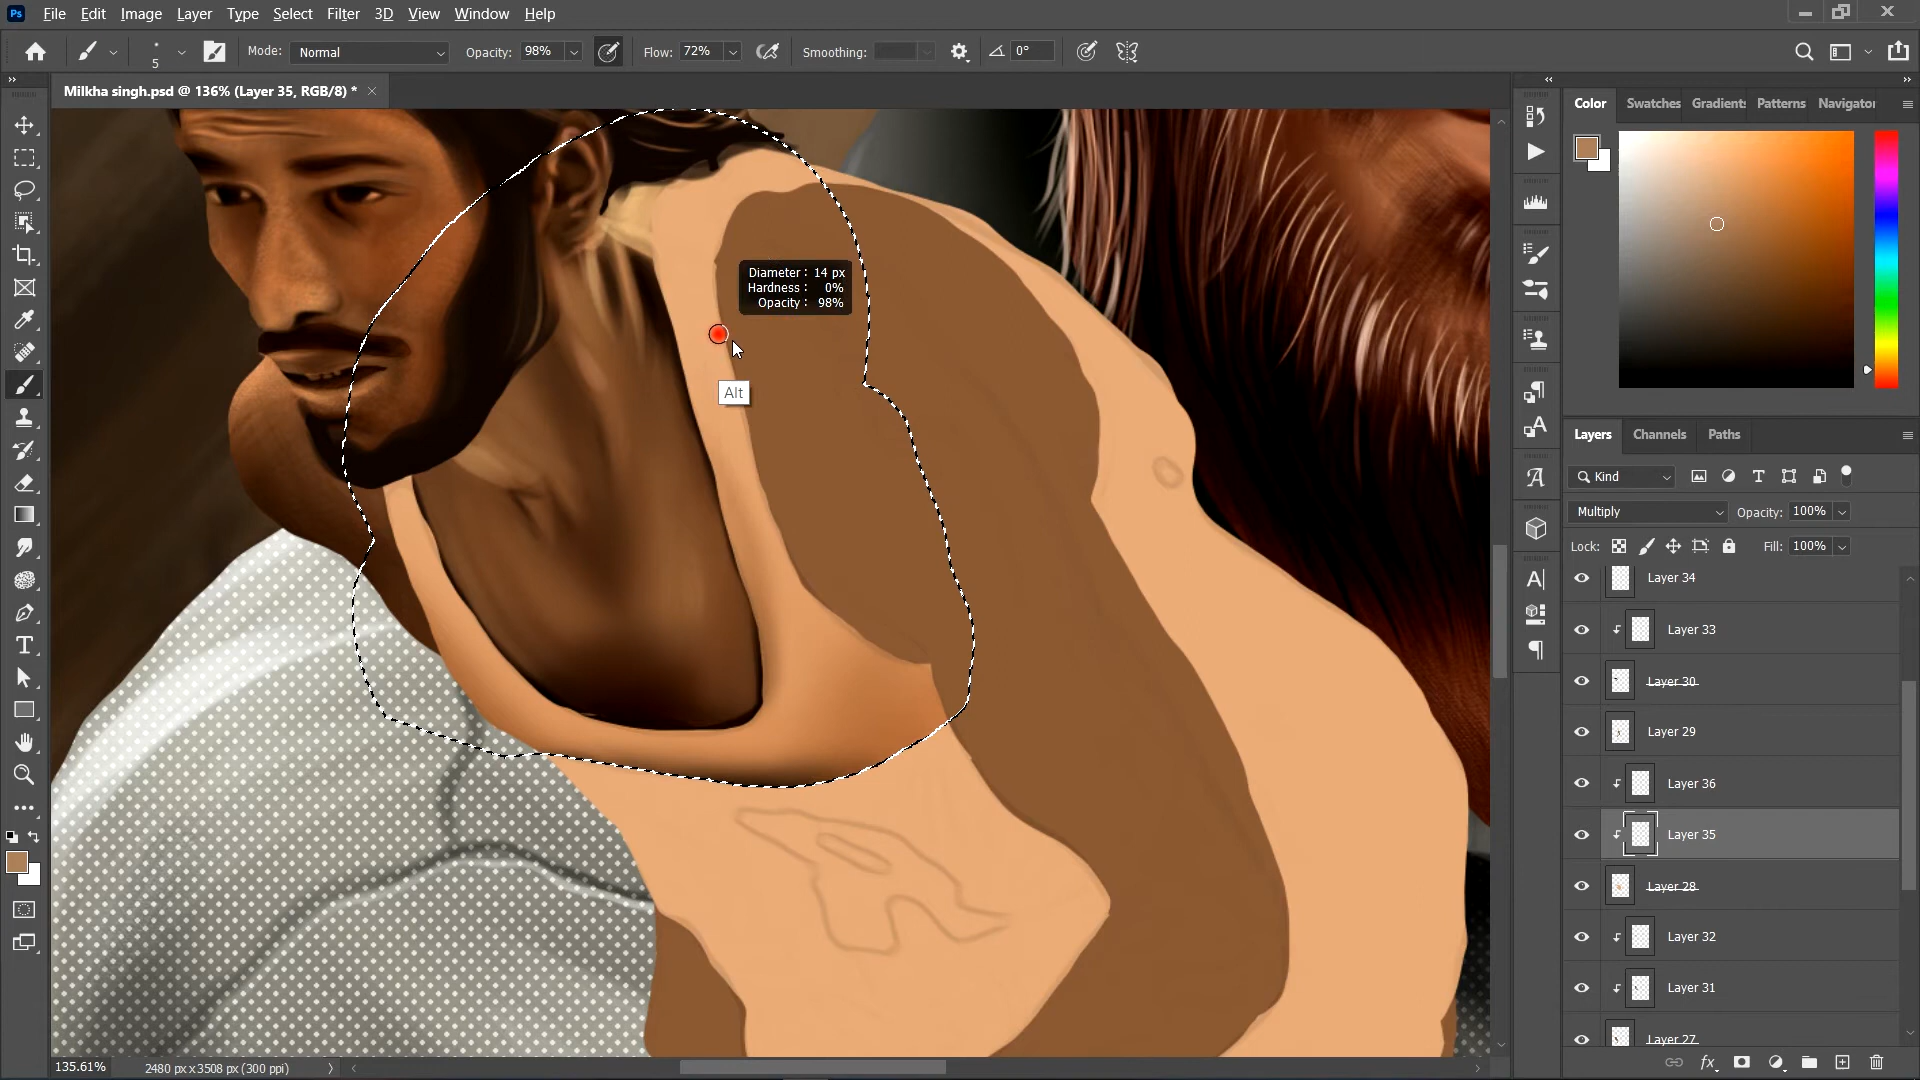 Ps File Edit Image Layer Type Select Filter 3D View Window Help
5 Mode: Normal Opacity: 98% Flow: 72% Smoothing: 0°
Milkha singh.psd @ 136% (Layer 35, RGB/8) * ×
Color Swatches Gradients Patterns Navigator
Diameter : 14 px
Hardness : 0%
Opacity : 98%
Alt
Layers Channels Paths
Kind
Multiply Opacity: 100%
Lock: Fill: 100%
Layer 34
Layer 33
Layer 30
Layer 29
Layer 36
Layer 35
Layer 28
Layer 32
Layer 31
Layer 27
135.61% 2480 px x 3508 px (300 ppi)